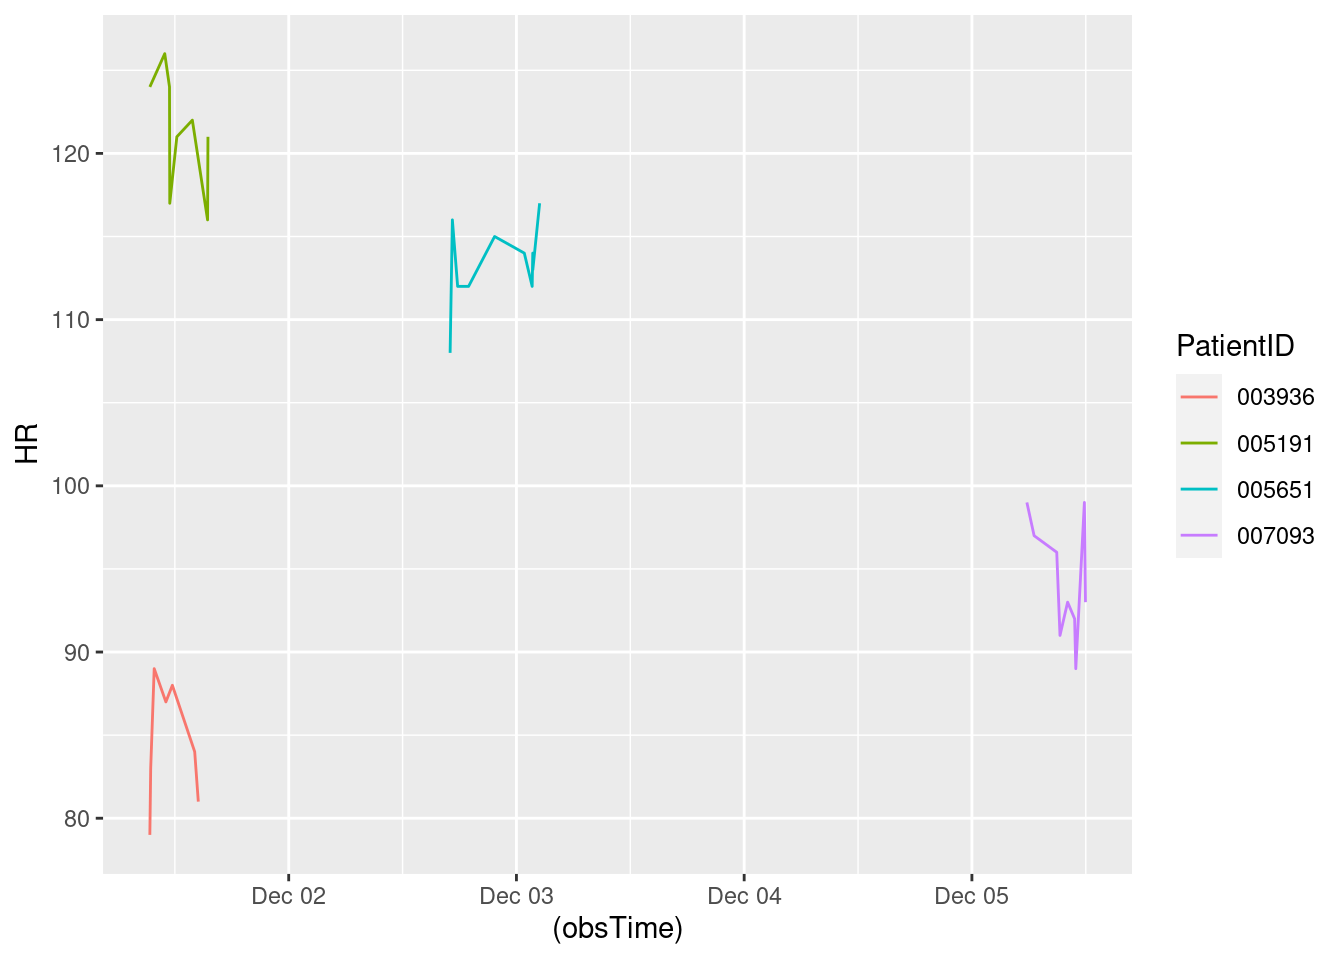 120
110
100
90
80
HR
Dec 02
Dec 03
Dec 04
Dec 05
(obsTime)
PatientID
003936
005191
005651
007093